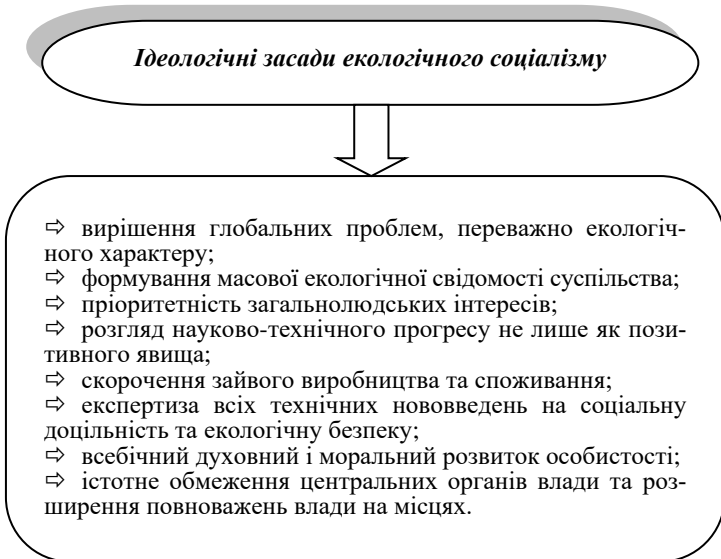 Ідеологічні засади екологічного соціалізму
⇨ вирішення глобальних проблем, переважно екологіч-
ного характеру;
⇨ формування масової екологічної свідомості суспільства;
⇨ пріоритетність загальнолюдських інтересів;
⇨ розгляд науково-технічного прогресу не лише як пози-
тивного явища;
⇨ скорочення зайвого виробництва та споживання;
⇨ експертиза всіх технічних нововведень на соціальну
доцільність та екологічну безпеку;
⇨ всебічний духовний і моральний розвиток особистості;
⇨ істотне обмеження центральних органів влади та роз-
ширення повноважень влади на місцях.